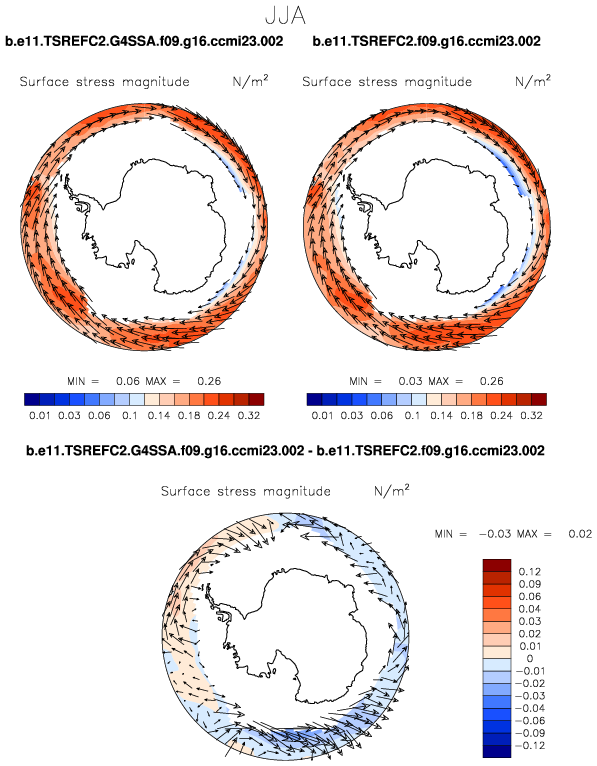 JJA
b.e11.TSREFC2.G4SSA.f09.g16.ccmi23.002 b.e11.TSREFC2.f09.g16.ccmi23.002
Surface stress magnitude N/m² Surface stress magnitude N/m²
MIN = 0.06 MAX = 0.26 MIN = 0.03 MAX = 0.26
0.01 0.03 0.06 0.1 0.14 0.18 0.24 0.32 0.01 0.03 0.06 0.1 0.14 0.18 0.24 0.32
b.e11.TSREFC2.G4SSA.f09.g16.ccmi23.002 - b.e11.TSREFC2.f09.g16.ccmi23.002
Surface stress magnitude N/m²
MIN = −0.03 MAX = 0.02
0.12
0.09
0.06
0.04
0.03
0.02
0.01
0
−0.01
−0.02
−0.03
−0.04
−0.06
−0.09
−0.12